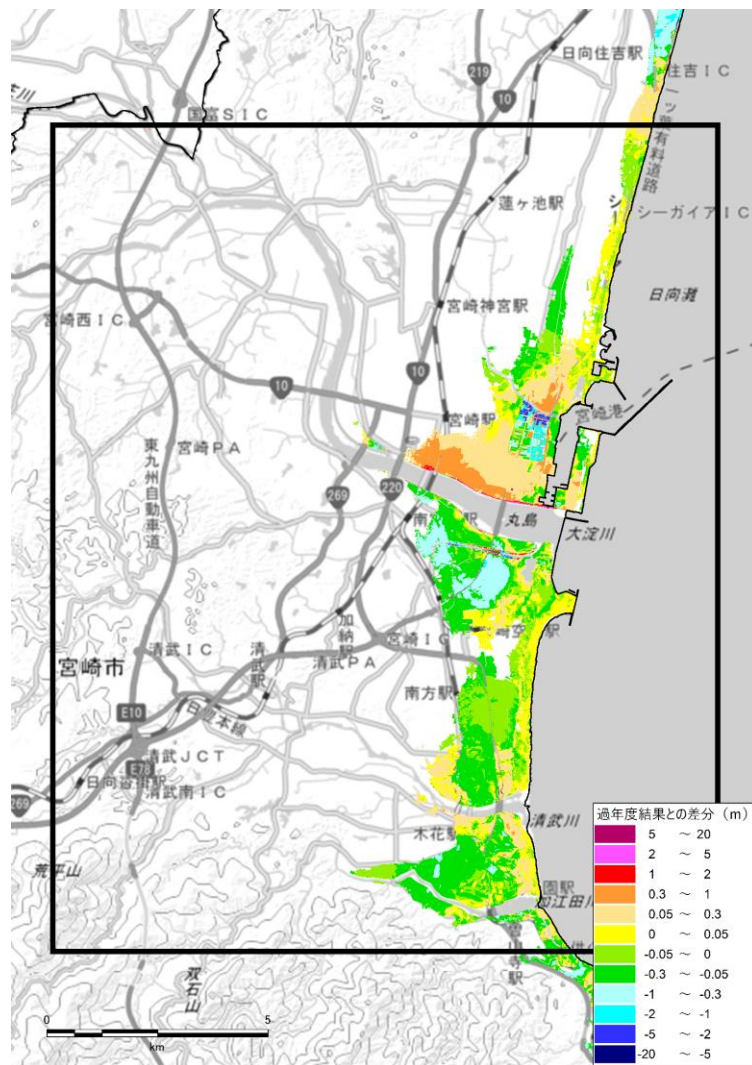 日向住吉駅
219
10
住吉IC
国富SIC
一ツ葉有料道路
蓮ヶ池駅
シーガイアIC
日向灘
宮崎神宮駅
宮崎西IC
10
10
宮崎駅
宮崎港
宮崎PA
東九州自動車道
269
220
丸島
大淀川
加納駅
宮崎IC
清武IC
清武駅
清武PA
宮崎市
南方駅
E10
日豊本線
清武JCT
E78
日向沓掛駅
清武南IC
269
木花駅
清武川
荒平山
園駅
加江田川
双石山
0 5
km
過年度結果との差分（m）
5 ～ 20
2 ～ 5
1 ～ 2
0.3 ～ 1
0.05 ～ 0.3
0 ～ 0.05
-0.05 ～ 0
-0.3 ～ -0.05
-1 ～ -0.3
-2 ～ -1
-5 ～ -2
-20 ～ -5